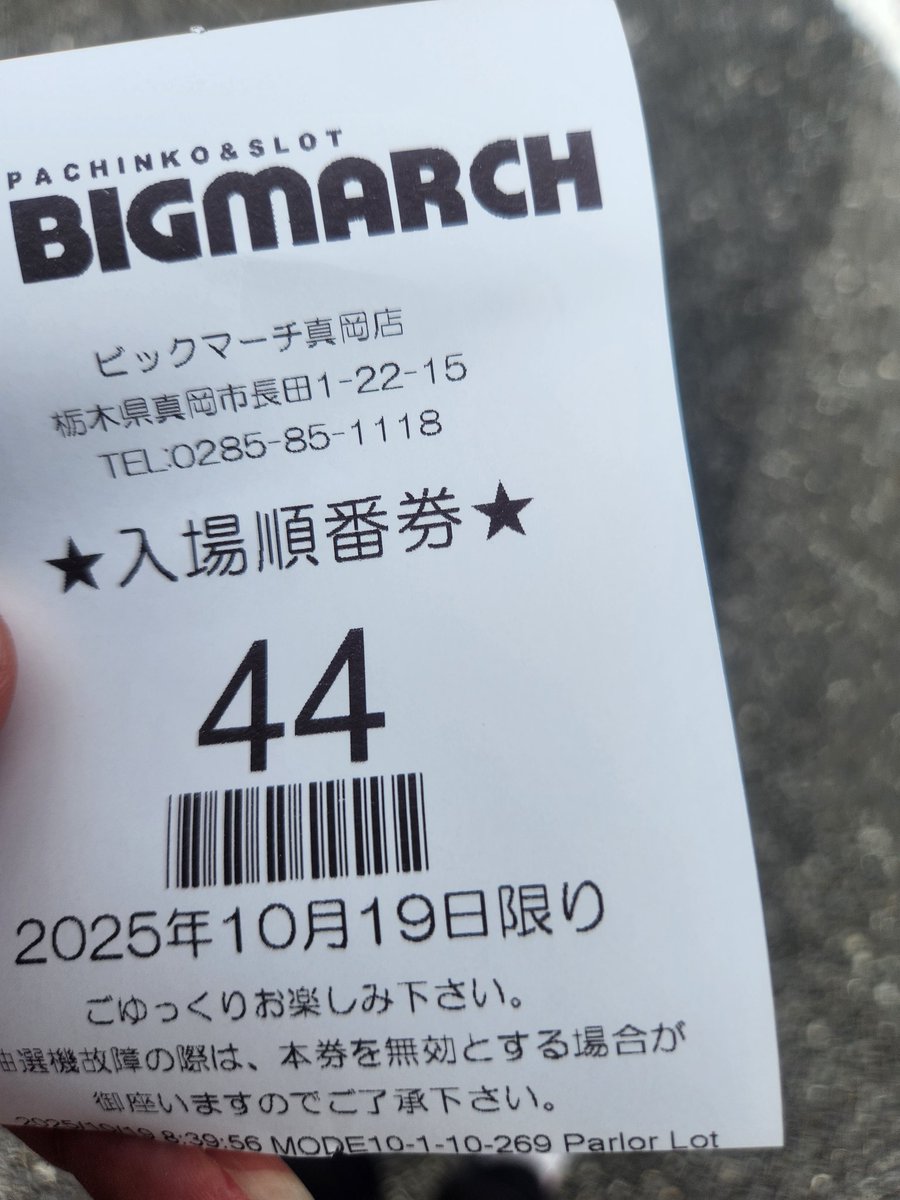 PACHINKO&SLOT
BIGMARCH
ビックマーチ真岡店
栃木県真岡市長田1-22-15
TEL:0285-85-1118
★入場順番券★
44
2025年10月19日限り
ごゆっくりお楽しみ下さい。
抽選機故障の際は、本券を無効とする場合が
御座いますのでご了承下さい。
2025/10/19 8:39:56 MODE10-1-10-269 Parlor Lot